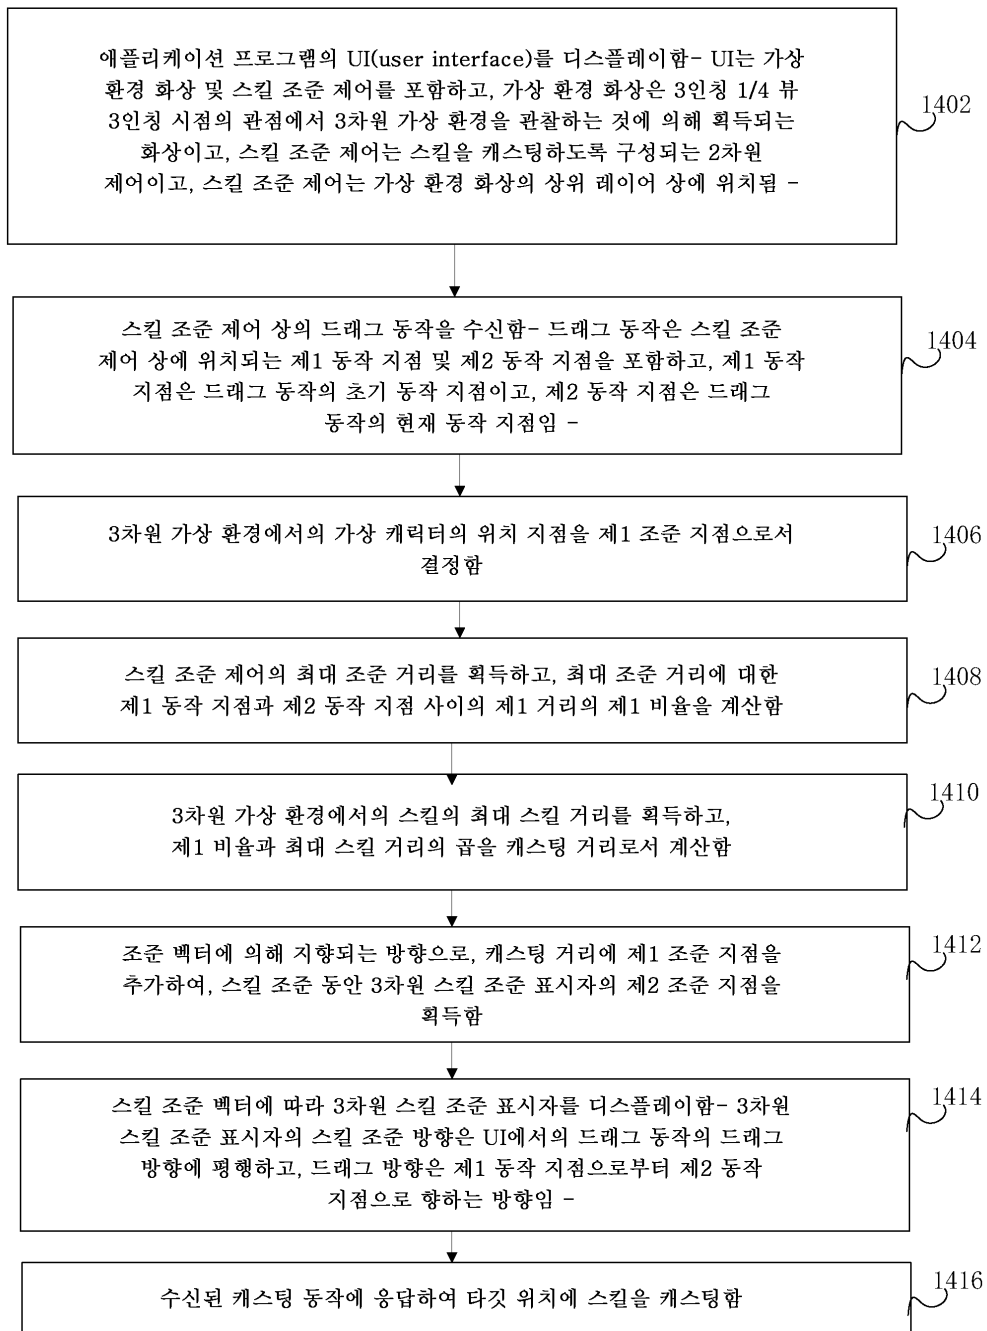 애플리케이션 프로그램의 UI(user interface)를 디스플레이함- UI는 가상
환경 화상 및 스킬 조준 제어를 포함하고, 가상 환경 화상은 3인칭 1/4 뷰
3인칭 시점의 관점에서 3차원 가상 환경을 관찰하는 것에 의해 획득되는
화상이고, 스킬 조준 제어는 스킬을 캐스팅하도록 구성되는 2차원
제어이고, 스킬 조준 제어는 가상 환경 화상의 상위 레이어 상에 위치됨 -
1402
스킬 조준 제어 상의 드래그 동작을 수신함- 드래그 동작은 스킬 조준
제어 상에 위치되는 제1 동작 지점 및 제2 동작 지점을 포함하고, 제1 동작
지점은 드래그 동작의 초기 동작 지점이고, 제2 동작 지점은 드래그
동작의 현재 동작 지점임 -
1404
3차원 가상 환경에서의 가상 캐릭터의 위치 지점을 제1 조준 지점으로서
결정함
1406
스킬 조준 제어의 최대 조준 거리를 획득하고, 최대 조준 거리에 대한
제1 동작 지점과 제2 동작 지점 사이의 제1 거리의 제1 비율을 계산함
1408
3차원 가상 환경에서의 스킬의 최대 스킬 거리를 획득하고,
제1 비율과 최대 스킬 거리의 곱을 캐스팅 거리로서 계산함
1410
조준 벡터에 의해 지향되는 방향으로, 캐스팅 거리에 제1 조준 지점을
추가하여, 스킬 조준 동안 3차원 스킬 조준 표시자의 제2 조준 지점을
획득함
1412
스킬 조준 벡터에 따라 3차원 스킬 조준 표시자를 디스플레이함- 3차원
스킬 조준 표시자의 스킬 조준 방향은 UI에서의 드래그 동작의 드래그
방향에 평행하고, 드래그 방향은 제1 동작 지점으로부터 제2 동작
지점으로 향하는 방향임 -
1414
수신된 캐스팅 동작에 응답하여 타깃 위치에 스킬을 캐스팅함
1416